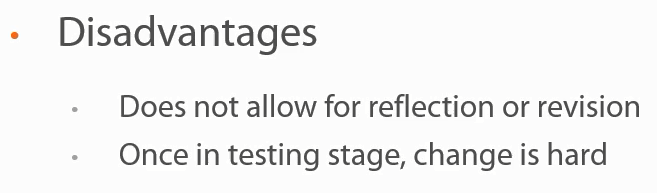 • Disadvantages
• Does not allow for reflection or revision
• Once in testing stage, change is hard